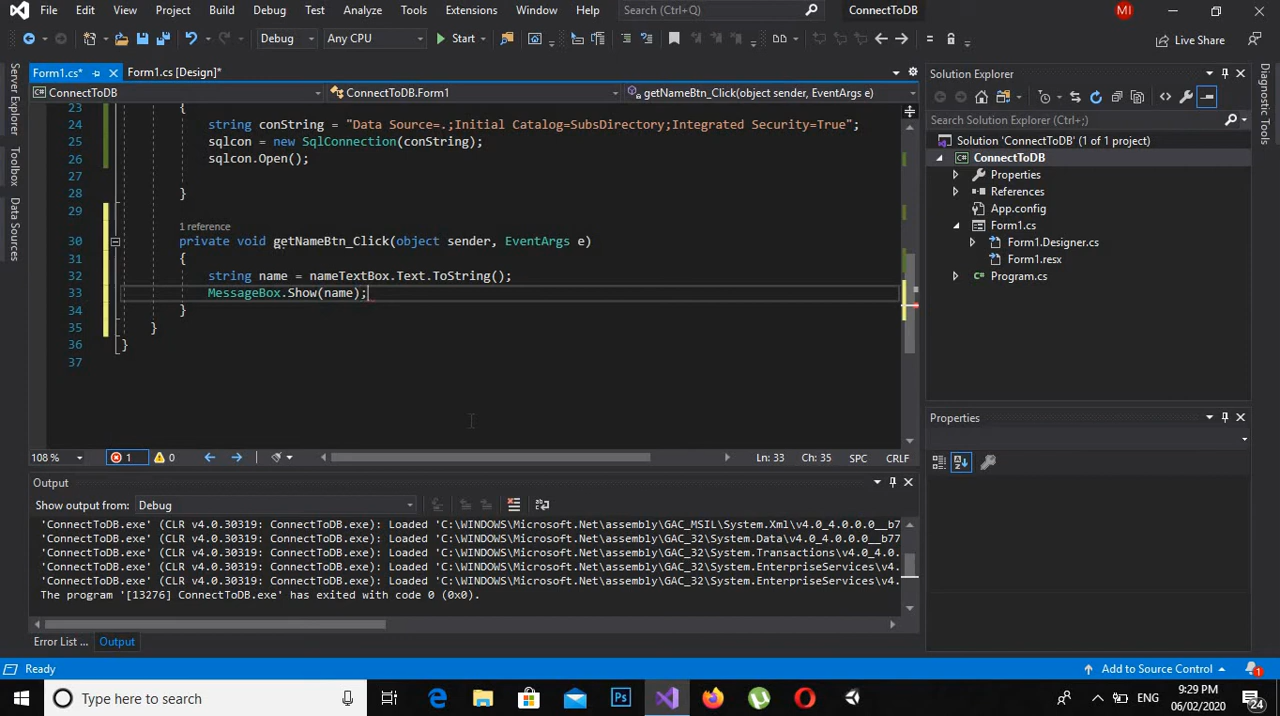 File Edit View Project Build Debug Test Analyze Tools Extensions Window Help Search (Ctrl+Q) ConnectToDB MI
Debug Any CPU Start Live Share
Server Explorer
Toolbox
Data Sources
Form1.cs* Form1.cs [Design]*
ConnectToDB ConnectToDB.Form1 getNameBtn_Click(object sender, EventArgs e)
23 {
24 string conString = "Data Source=.;Initial Catalog=SubsDirectory;Integrated Security=True";
25 sqlcon = new SqlConnection(conString);
26 sqlcon.Open();
27
28 }
29
1 reference
30 private void getNameBtn_Click(object sender, EventArgs e)
31 {
32 string name = nameTextBox.Text.ToString();
33 MessageBox.Show(name);
34 }
35 }
36 }
37
108 % 1 0 Ln: 33 Ch: 35 SPC CRLF
Output
Show output from: Debug
'ConnectToDB.exe' (CLR v4.0.30319: ConnectToDB.exe): Loaded 'C:\WINDOWS\Microsoft.Net\assembly\GAC_MSIL\System.Xml\v4.0_4.0.0.0__b77
'ConnectToDB.exe' (CLR v4.0.30319: ConnectToDB.exe): Loaded 'C:\WINDOWS\Microsoft.Net\assembly\GAC_32\System.Data\v4.0_4.0.0.0__b77
'ConnectToDB.exe' (CLR v4.0.30319: ConnectToDB.exe): Loaded 'C:\WINDOWS\Microsoft.Net\assembly\GAC_32\System.Transactions\v4.0_4.0.
'ConnectToDB.exe' (CLR v4.0.30319: ConnectToDB.exe): Loaded 'C:\WINDOWS\Microsoft.Net\assembly\GAC_32\System.EnterpriseServices\v4.
'ConnectToDB.exe' (CLR v4.0.30319: ConnectToDB.exe): Loaded 'C:\WINDOWS\Microsoft.Net\assembly\GAC_32\System.EnterpriseServices\v4.
The program '[13276] ConnectToDB.exe' has exited with code 0 (0x0).
Error List ... Output
Solution Explorer
Search Solution Explorer (Ctrl+;)
Solution 'ConnectToDB' (1 of 1 project)
ConnectToDB
Properties
References
App.config
Form1.cs
Form1.Designer.cs
Form1.resx
Program.cs
Properties
Diagnostic Tools
Ready Add to Source Control 1
Type here to search Ps ENG 9:29 PM
06/02/2020 24